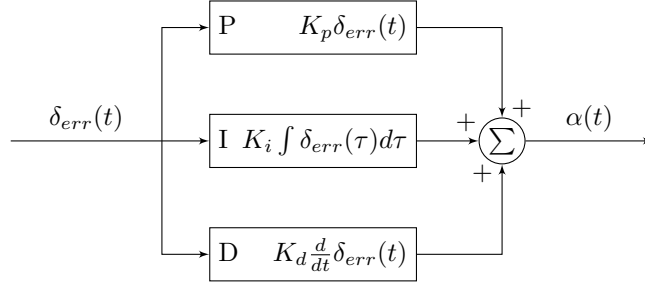 P K_p δ_err(t)
+
δ_err(t)
I K_i ∫ δ_err(τ)dτ
+
∑
α(t)
+
D K_d d/dt δ_err(t)